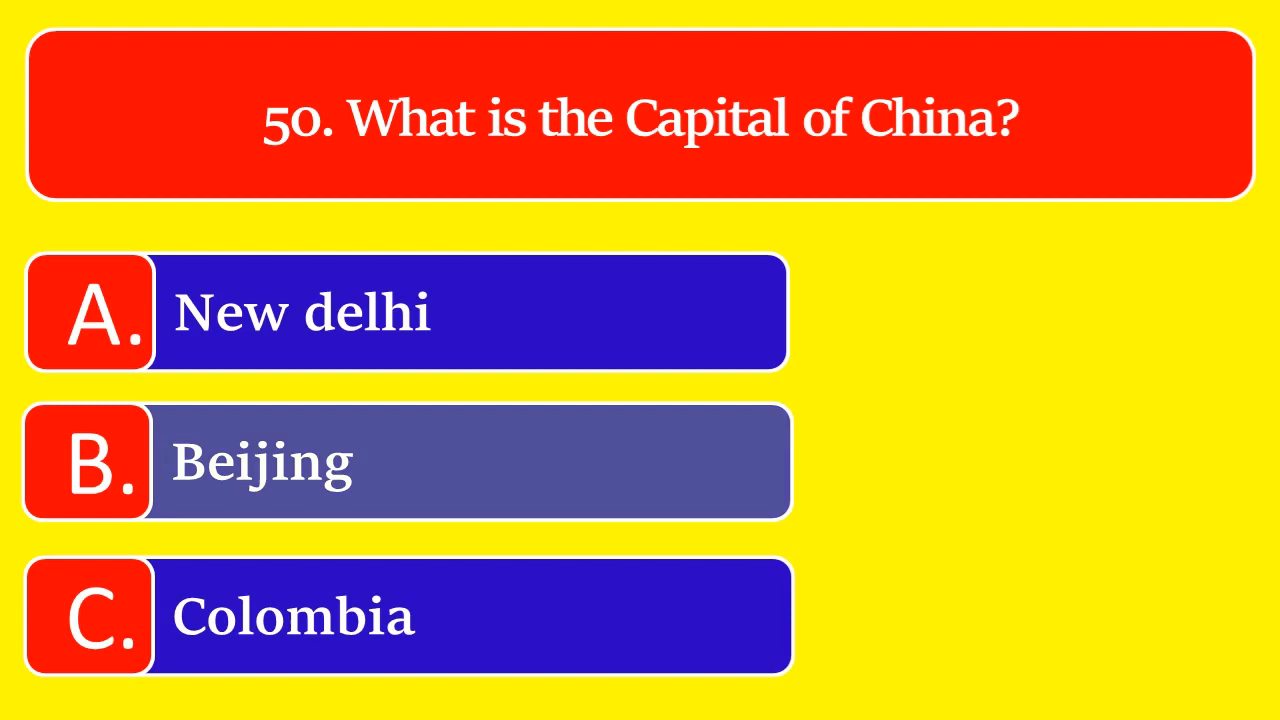 50. What is the Capital of China?
A. New delhi
B. Beijing
C. Colombia